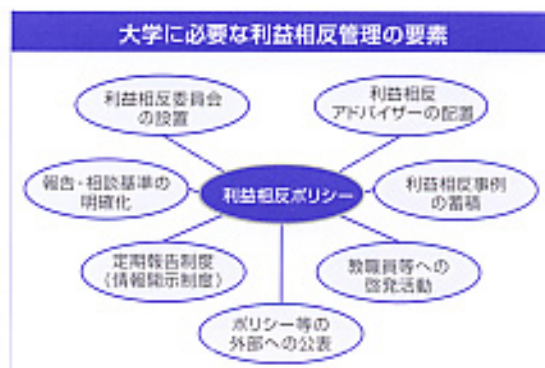 大学に必要な利益相反管理の要素
利益相反委員会
の設置
利益相反
アドバイザーの配置
報告・相談基準の
明確化
利益相反ポリシー
利益相反事例
の蓄積
定期報告制度
(情報開示制度)
教職員等への
啓発活動
ポリシー等の
外部への公表